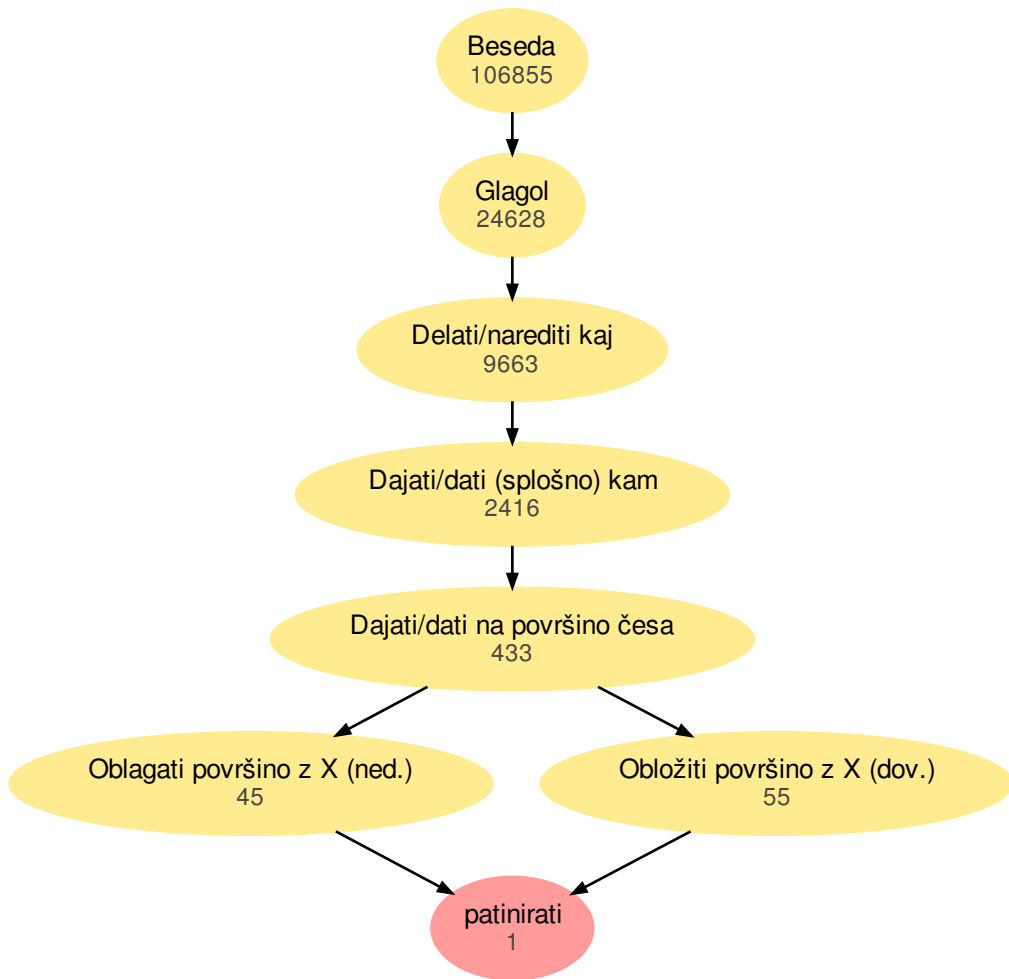 Beseda
106855
Glagol
24628
Delati/narediti kaj
9663
Dajati/dati (splošno) kam
2416
Dajati/dati na površino česa
433
Oblagati površino z X (ned.)
45
Obložiti površino z X (dov.)
55
patinirati
1